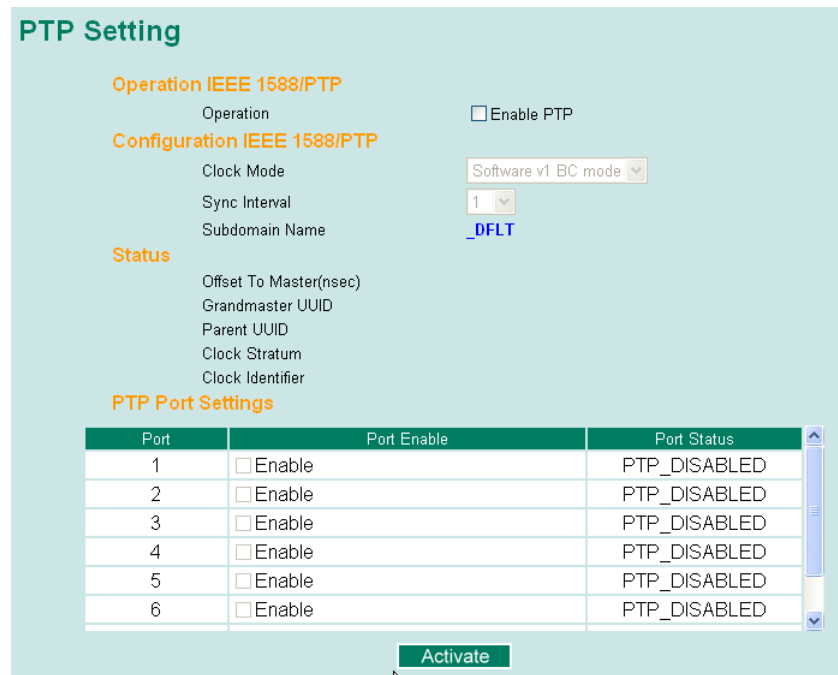 PTP Setting
Operation IEEE 1588/PTP
Operation Enable PTP
Configuration IEEE 1588/PTP
Clock Mode Software v1 BC mode
Sync Interval 1
Subdomain Name _DFLT
Status
Offset To Master(nsec)
Grandmaster UUID
Parent UUID
Clock Stratum
Clock Identifier
PTP Port Settings
Port Port Enable Port Status
1 Enable PTP_DISABLED
2 Enable PTP_DISABLED
3 Enable PTP_DISABLED
4 Enable PTP_DISABLED
5 Enable PTP_DISABLED
6 Enable PTP_DISABLED
Activate